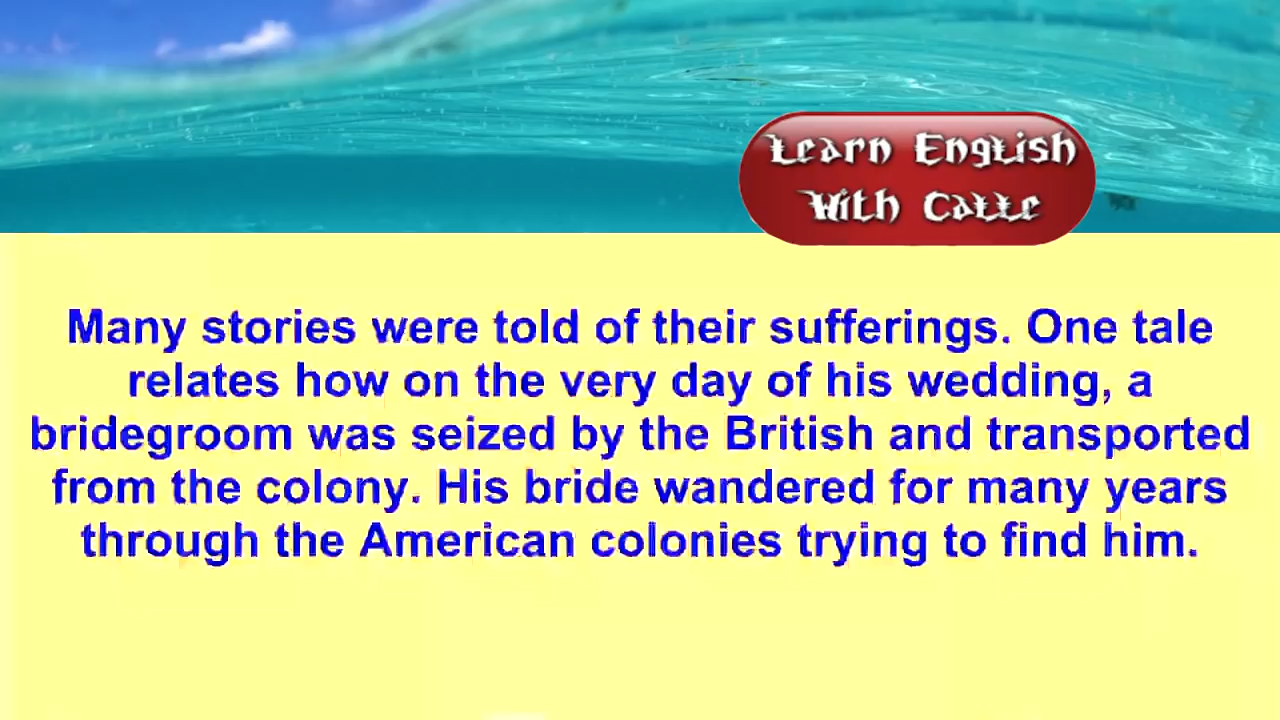 Learn English
With Calle
Many stories were told of their sufferings. One tale
relates how on the very day of his wedding, a
bridegroom was seized by the British and transported
from the colony. His bride wandered for many years
through the American colonies trying to find him.